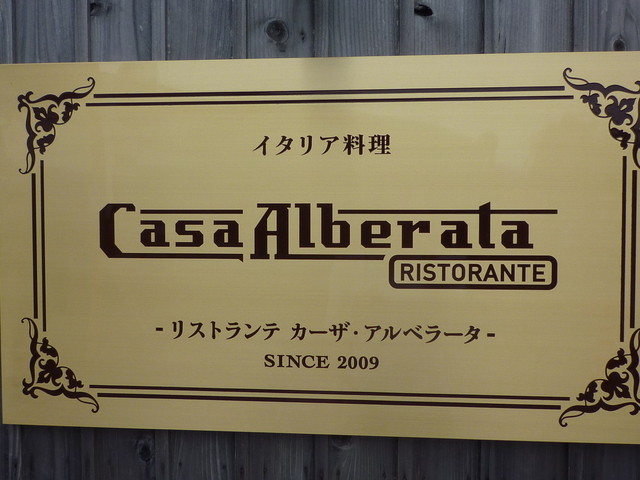 イタリア料理
Casa Alberata
RISTORANTE
- リストランテ カーザ・アルベラータ -
SINCE 2009